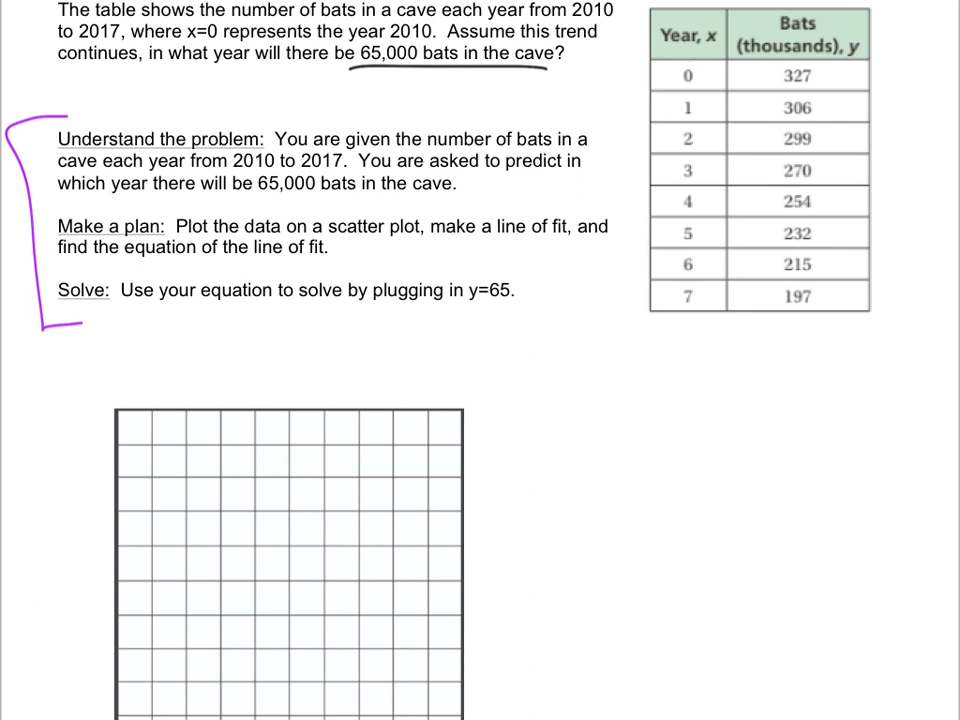 The table shows the number of bats in a cave each year from 2010
to 2017, where x=0 represents the year 2010.  Assume this trend
continues, in what year will there be 65,000 bats in the cave?
Understand the problem:  You are given the number of bats in a
cave each year from 2010 to 2017.  You are asked to predict in
which year there will be 65,000 bats in the cave.
Make a plan:  Plot the data on a scatter plot, make a line of fit, and
find the equation of the line of fit.
Solve:  Use your equation to solve by plugging in y=65.
Year, x Bats (thousands), y
0 327
1 306
2 299
3 270
4 254
5 232
6 215
7 197